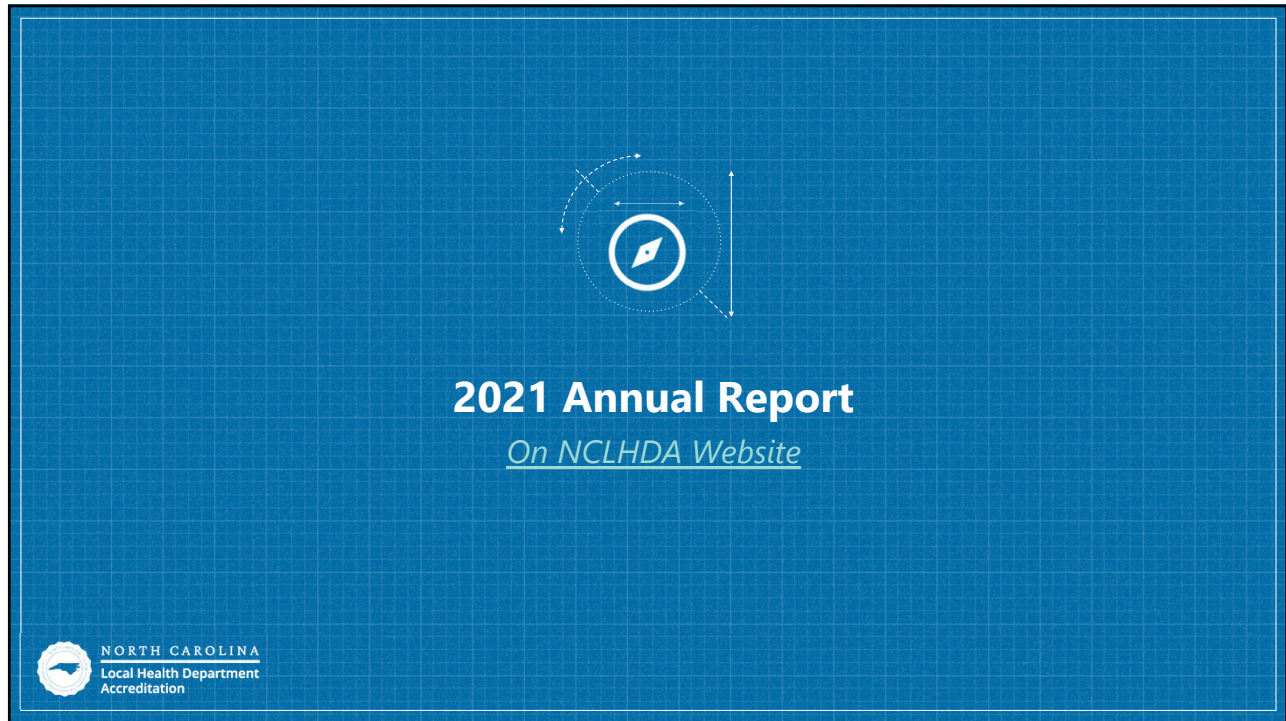 2021 Annual Report
On NCLHDA Website
NORTH CAROLINA
Local Health Department
Accreditation